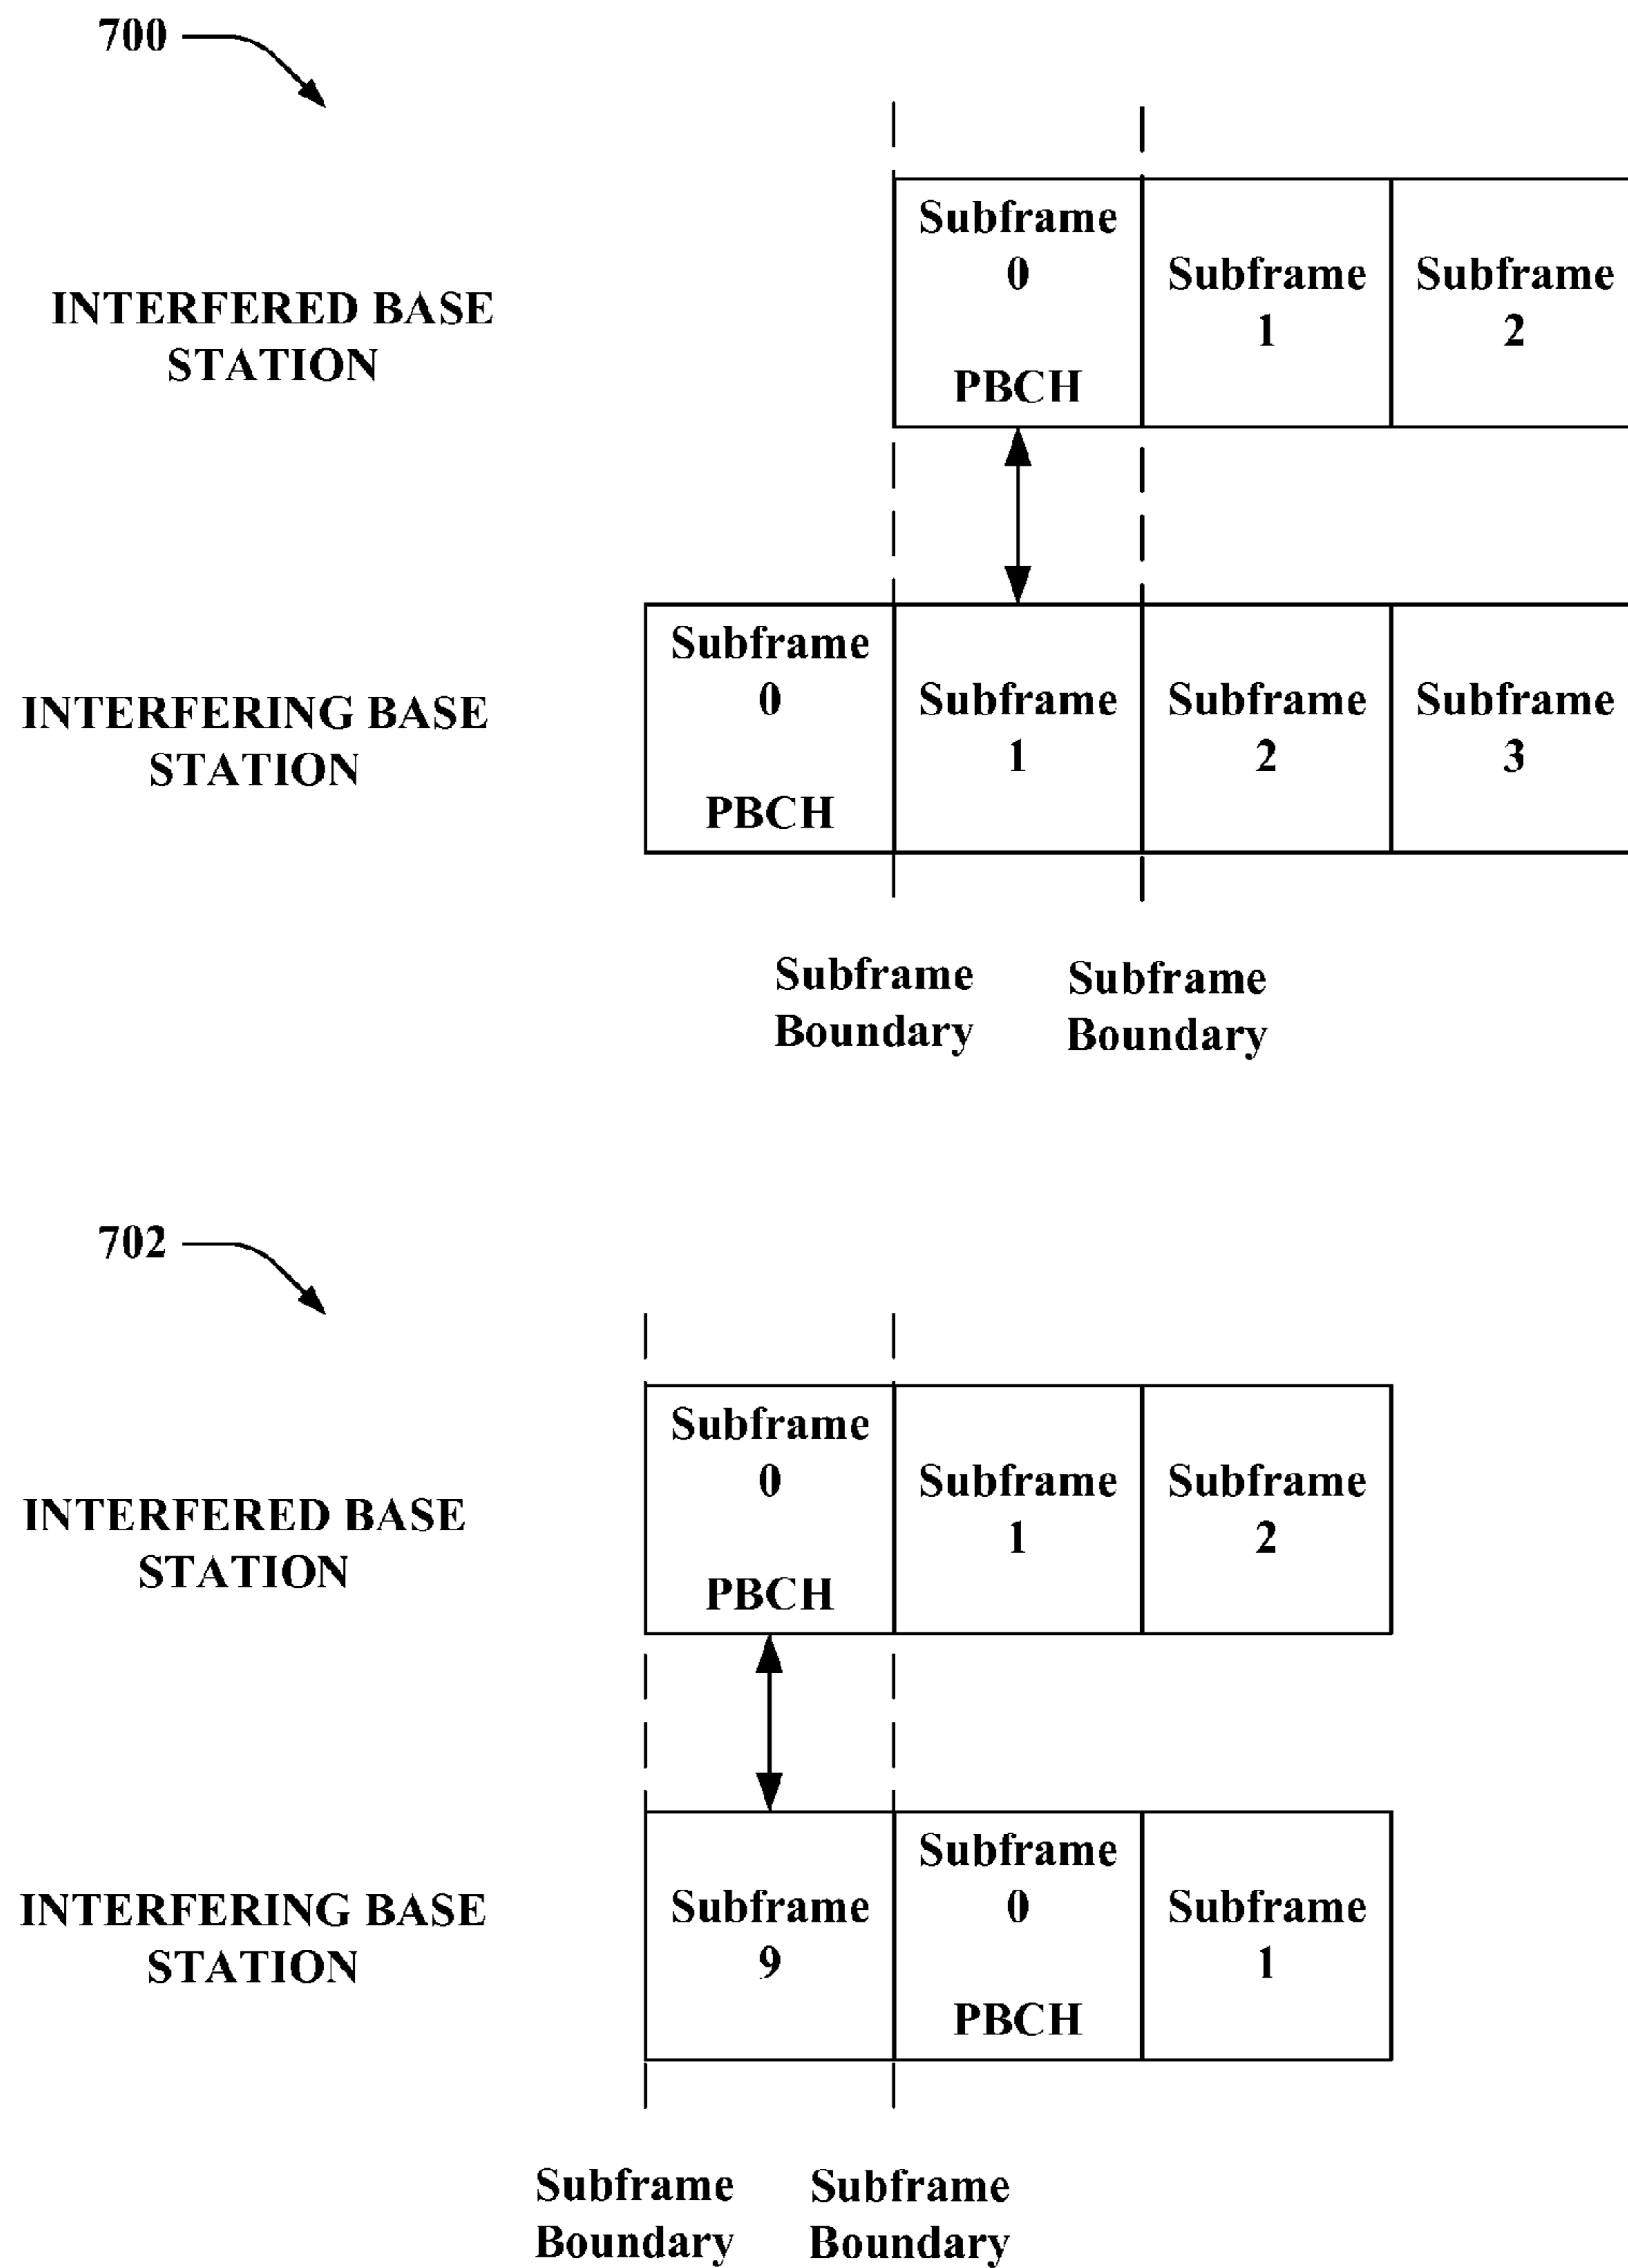 700
Subframe
0
PBCH
Subframe
1
Subframe
2
INTERFERED BASE
STATION
Subframe
0
PBCH
Subframe
1
Subframe
2
Subframe
3
INTERFERING BASE
STATION
Subframe
Boundary
Subframe
Boundary
702
Subframe
0
PBCH
Subframe
1
Subframe
2
INTERFERED BASE
STATION
Subframe
9
Subframe
0
PBCH
Subframe
1
INTERFERING BASE
STATION
Subframe
Boundary
Subframe
Boundary